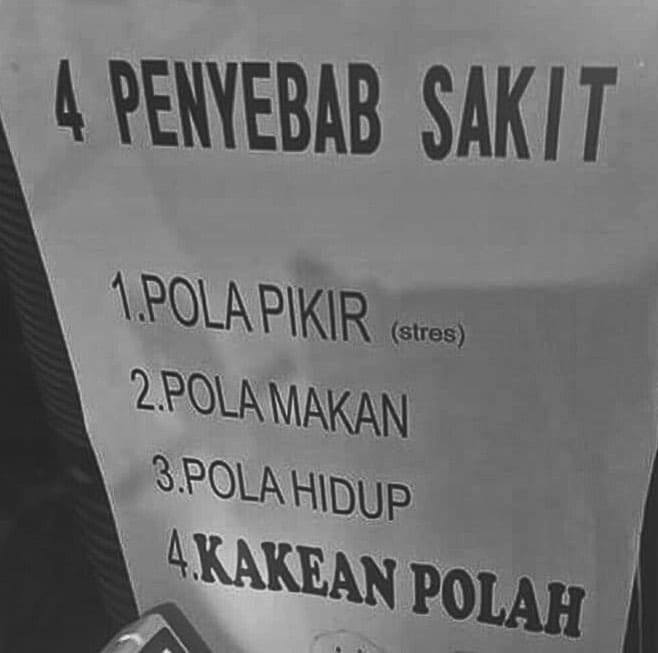 4 PENYEBAB SAKIT
1.POLA PIKIR (stres)
2.POLA MAKAN
3.POLA HIDUP
4.KAKEAN POLAH